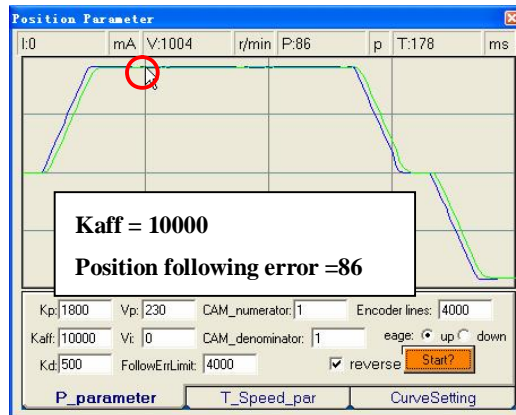 Position Parameter
I:0 mA V:1004 r/min P:86 p T:178 ms
Kaff = 10000
Position following error =86
Kp: 1800 Vp: 230 CAM_numerator: 1 Encoder lines: 4000
Kaff: 10000 Vi: 0 CAM_denominator: 1 eage: up down
Kd: 500 FollowErrLimit: 4000 reverse Start?
P_parameter T_Speed_par CurveSetting